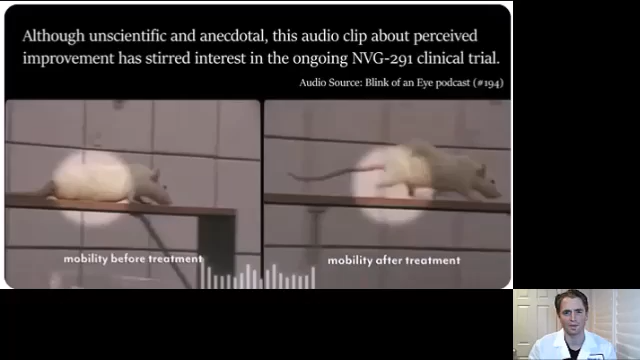 Although unscientific and anecdotal, this audio clip about perceived
improvement has stirred interest in the ongoing NVG-291 clinical trial.
Audio Source: Blink of an Eye podcast (#194)
mobility before treatment
mobility after treatment